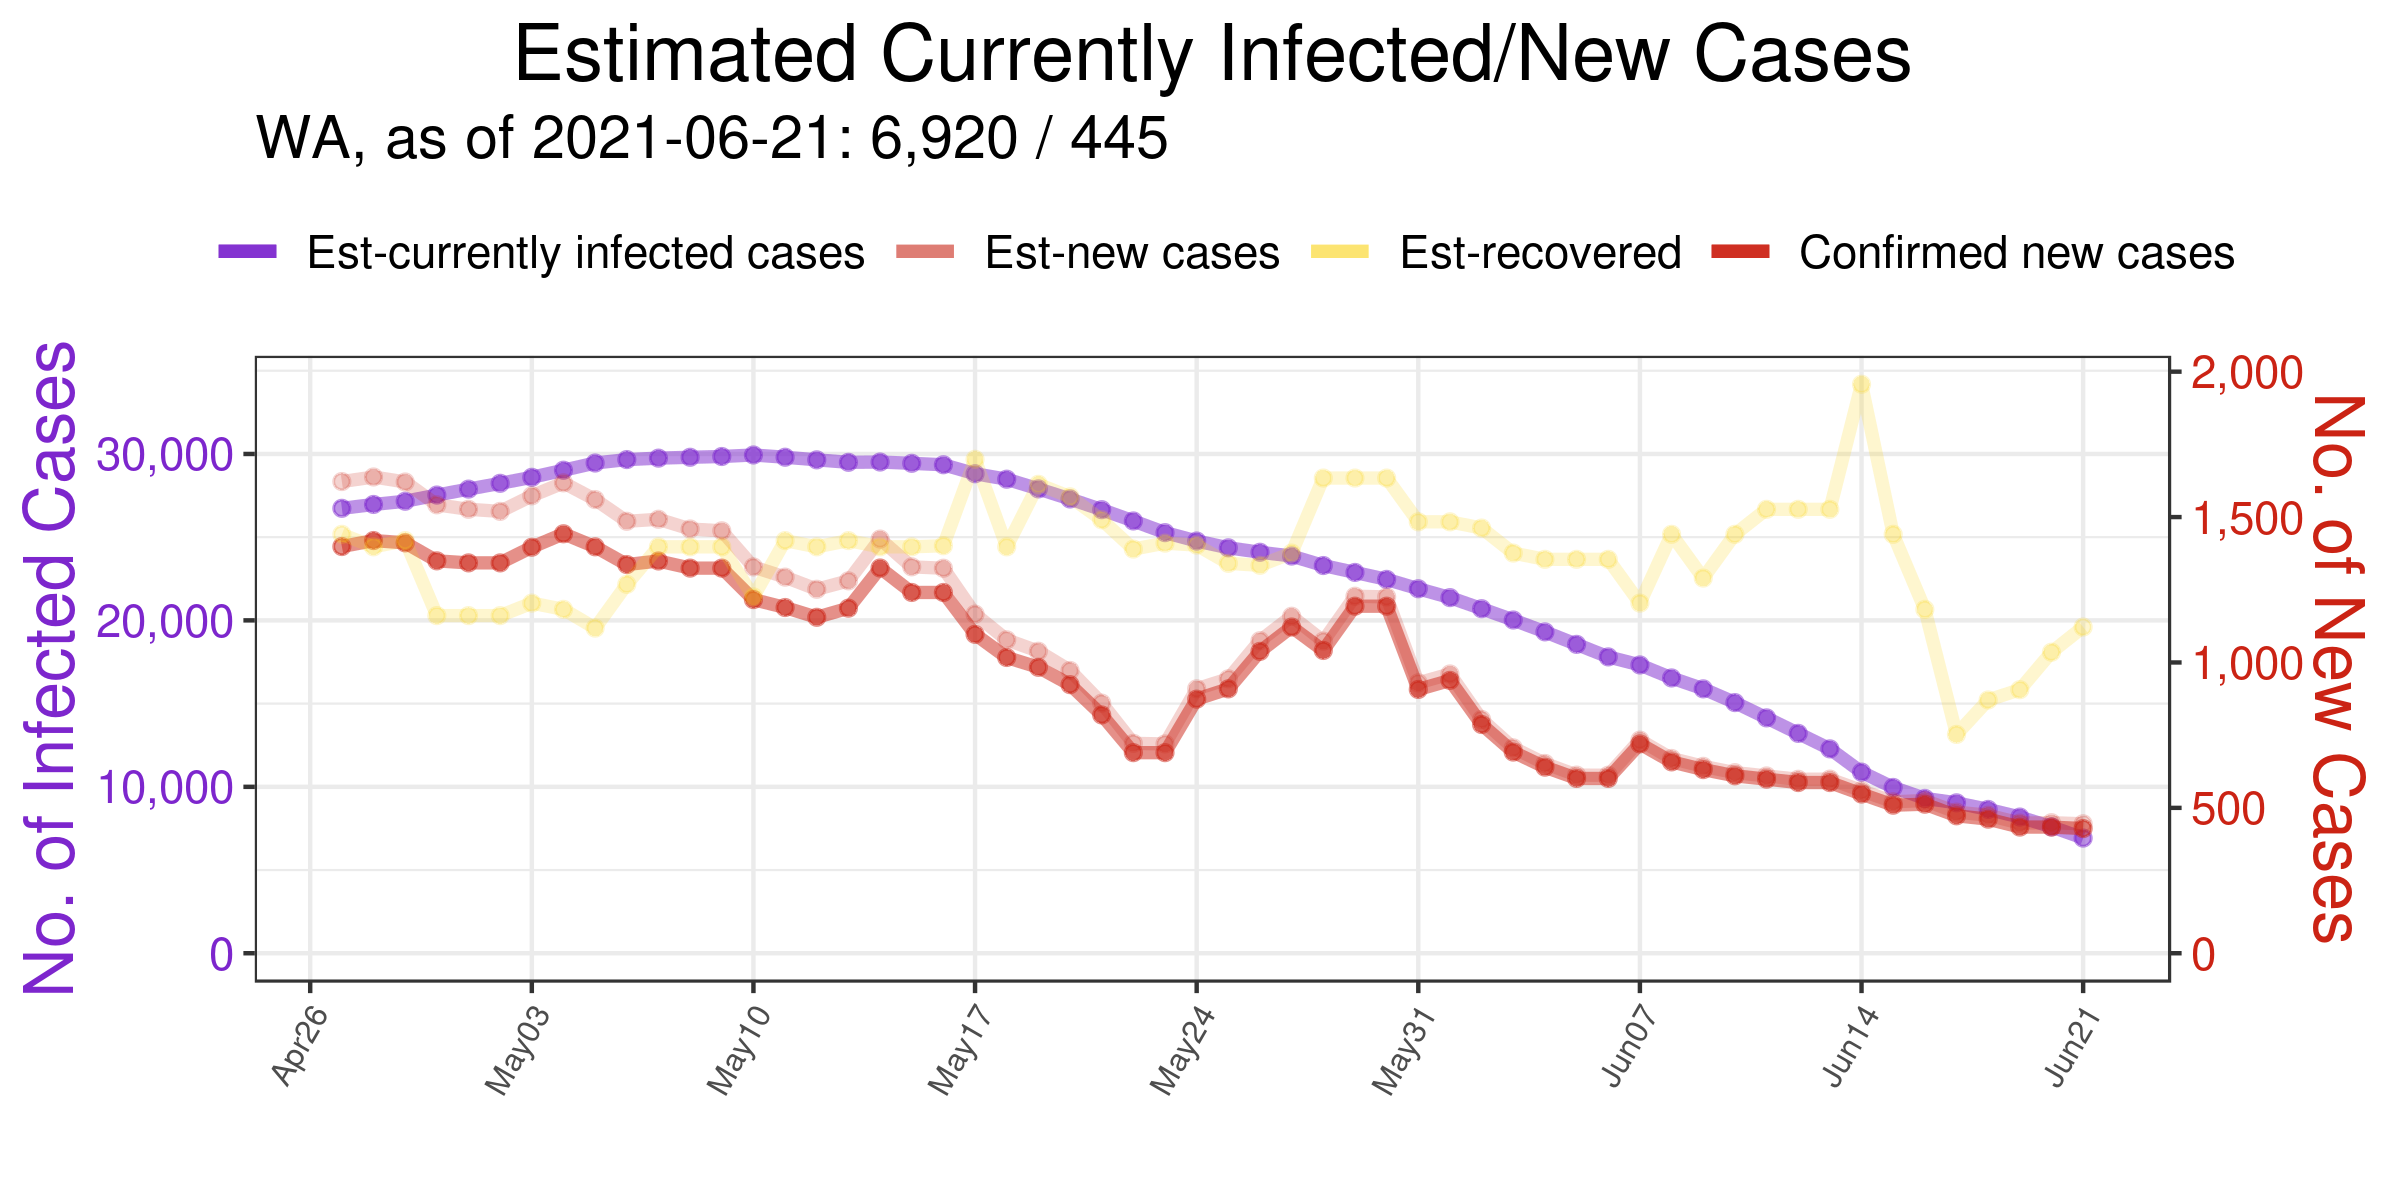 Estimated Currently Infected/New Cases
WA, as of 2021-06-21: 6,920 / 445
Est-currently infected cases Est-new cases Est-recovered Confirmed new cases
No. of Infected Cases
30,000
20,000
10,000
0
2,000
1,500
1,000
500
0
No. of New Cases
Apr26 May03 May10 May17 May24 May31 Jun07 Jun14 Jun21